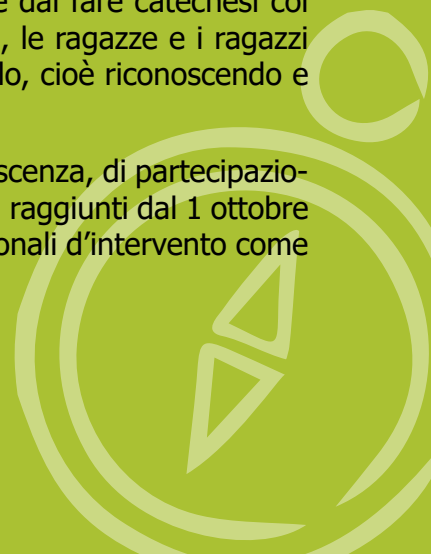 e dal fare catechesi col
, le ragazze e i ragazzi
do, cioè riconoscendo e
scenza, di partecipazio-
raggiunti dal 1 ottobre
onali d'intervento come